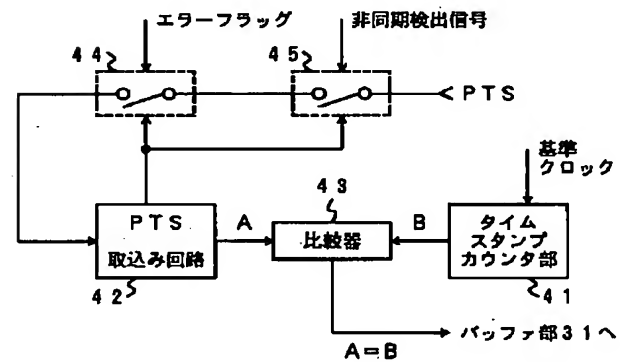 エラーフラグ
非同期検出信号
44
45
PTS
基準
クロック
43
PTS
取込み回路
A
比較器
B
タイム
スタンプ
カウンタ部
42
41
A=B
バッファ部31へ